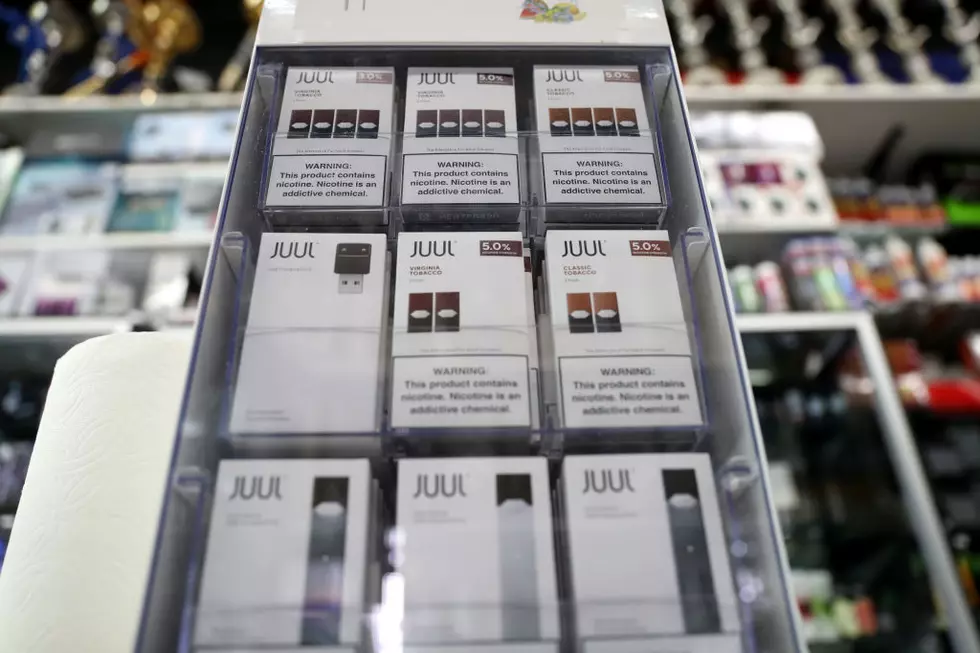 JUUL
3.0%
VIRGINIA
TOBACCO
WARNING:
This product contains
nicotine. Nicotine is an
addictive chemical.
JUUL
5.0%
VIRGINIA
TOBACCO
WARNING:
This product contains
nicotine. Nicotine is an
addictive chemical.
JUUL
5.0%
CLASSIC
TOBACCO
WARNING:
This product contains
nicotine. Nicotine is an
addictive chemical.
JUUL
JUUL
5.0%
VIRGINIA
TOBACCO
WARNING:
This product contains
nicotine. Nicotine is an
addictive chemical.
JUUL
5.0%
CLASSIC
TOBACCO
WARNING:
This product contains
nicotine. Nicotine is an
addictive chemical.
JUUL
JUUL
JUUL